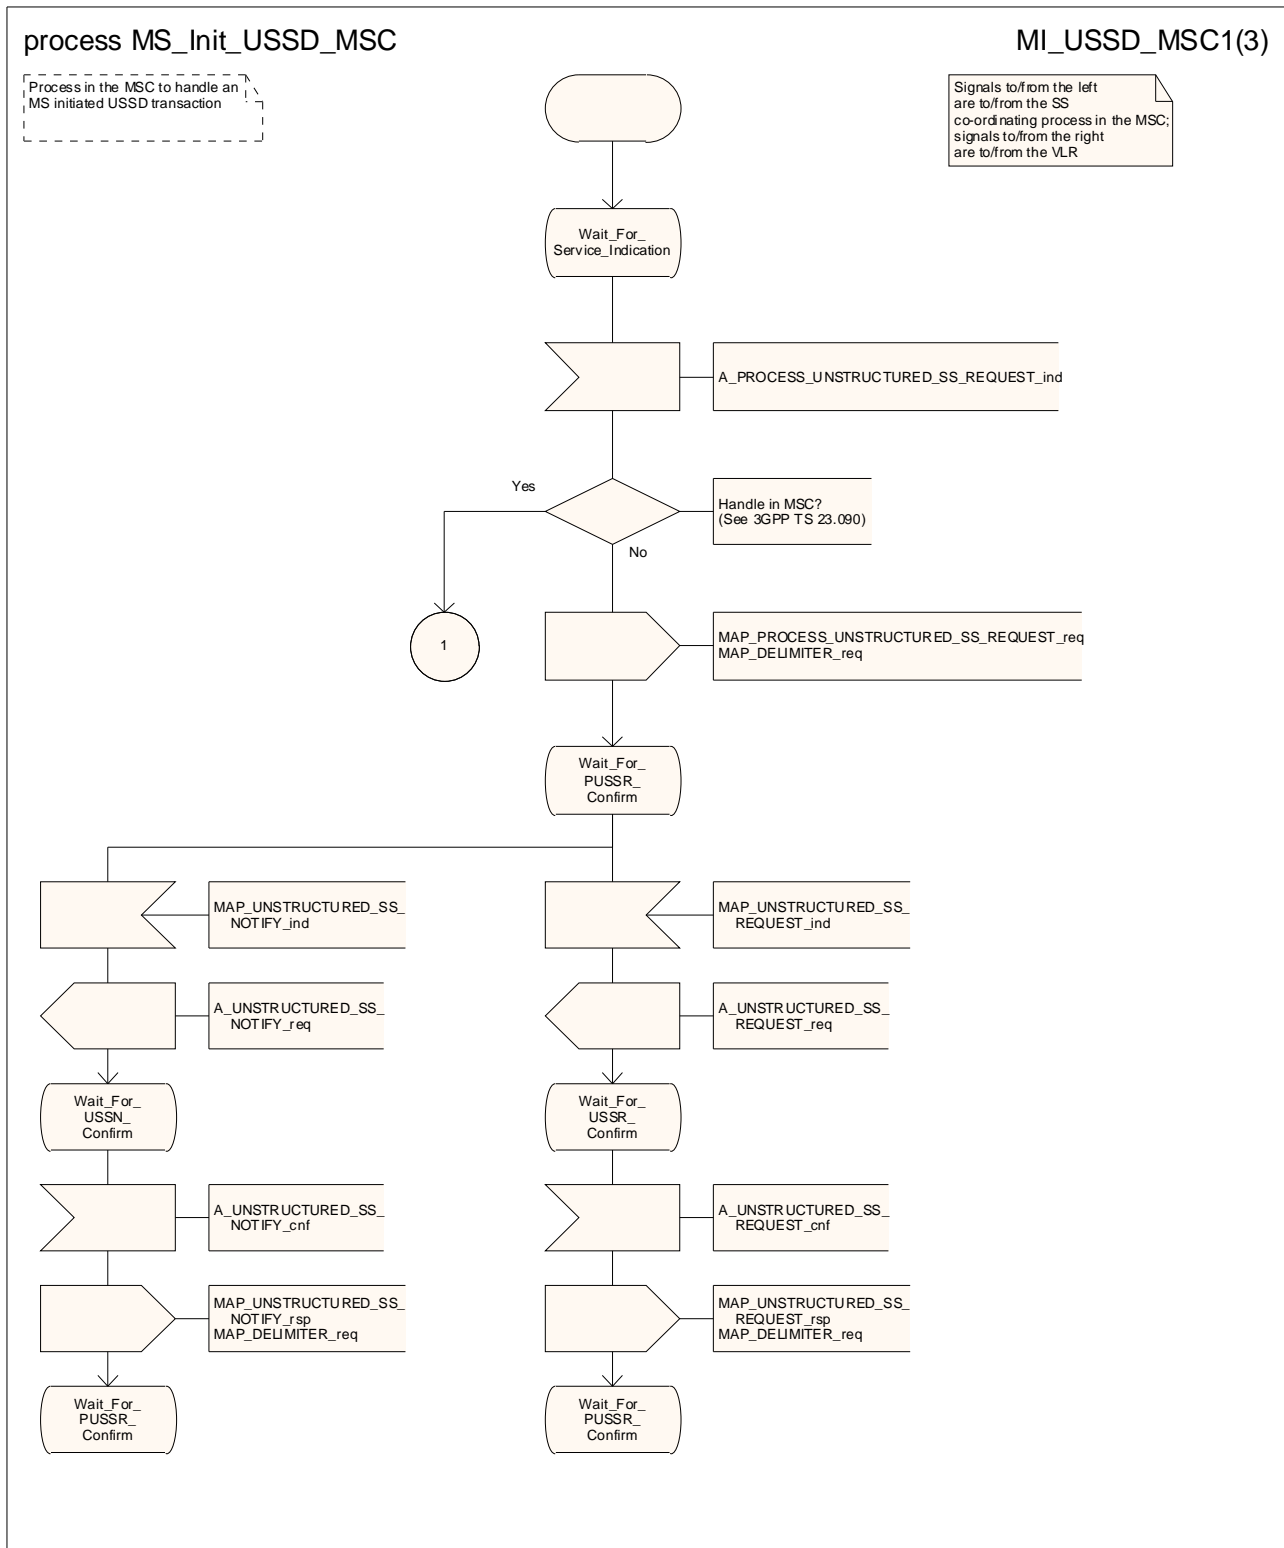 process MS_Init_USSD_MSC
MI_USSD_MSC1(3)
Process in the MSC to handle an
MS initiated USSD transaction
Signals to/from the left
are to/from the SS
co-ordinating process in the MSC;
signals to/from the right
are to/from the VLR
Wait_For_
Service_Indication
A_PROCESS_UNSTRUCTURED_SS_REQUEST_ind
Yes
Handle in MSC?
(See 3GPP TS 23.090)
No
1
MAP_PROCESS_UNSTRUCTURED_SS_REQUEST_req
MAP_DELIMITER_req
Wait_For_
PUSSR_
Confirm
MAP_UNSTRUCTURED_SS_
NOTIFY_ind
MAP_UNSTRUCTURED_SS_
REQUEST_ind
A_UNSTRUCTURED_SS_
NOTIFY_req
A_UNSTRUCTURED_SS_
REQUEST_req
Wait_For_
USSN_
Confirm
Wait_For_
USSR_
Confirm
A_UNSTRUCTURED_SS_
NOTIFY_cnf
A_UNSTRUCTURED_SS_
REQUEST_cnf
MAP_UNSTRUCTURED_SS_
NOTIFY_rsp
MAP_DELIMITER_req
MAP_UNSTRUCTURED_SS_
REQUEST_rsp
MAP_DELIMITER_req
Wait_For_
PUSSR_
Confirm
Wait_For_
PUSSR_
Confirm